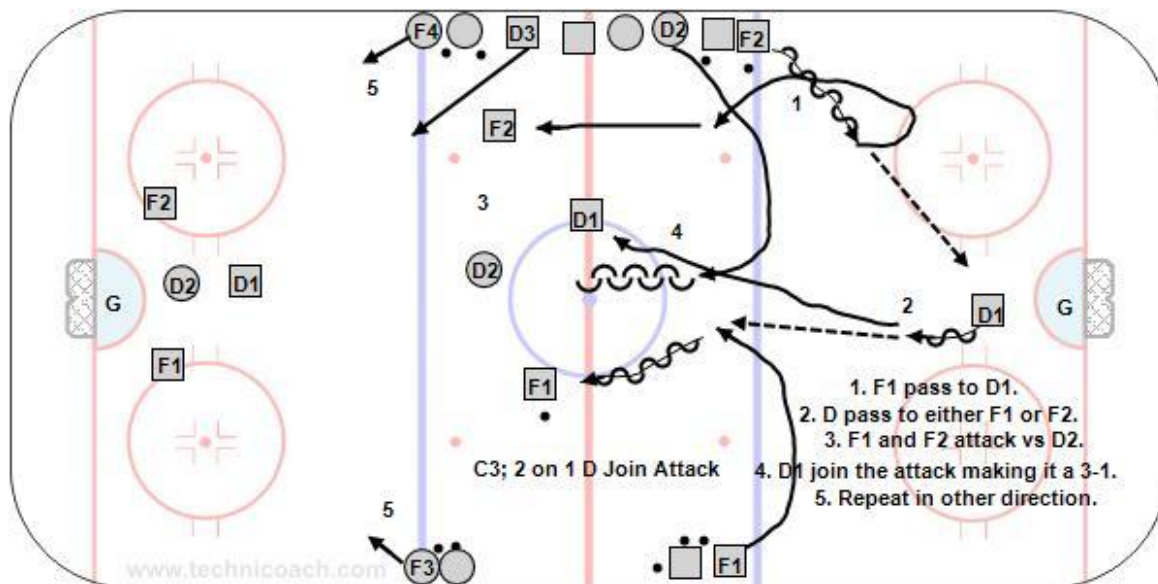 F4
D3
D2
F2
5
1
F2
F2
3
D1
4
D2
D2
D1
G
2
D1
G
F1
F1
1. F1 pass to D1.
2. D pass to either F1 or F2.
3. F1 and F2 attack vs D2.
C3; 2 on 1 D Join Attack
4. D1 join the attack making it a 3-1.
5. Repeat in other direction.
5
www.technicoach.com
F3
F1